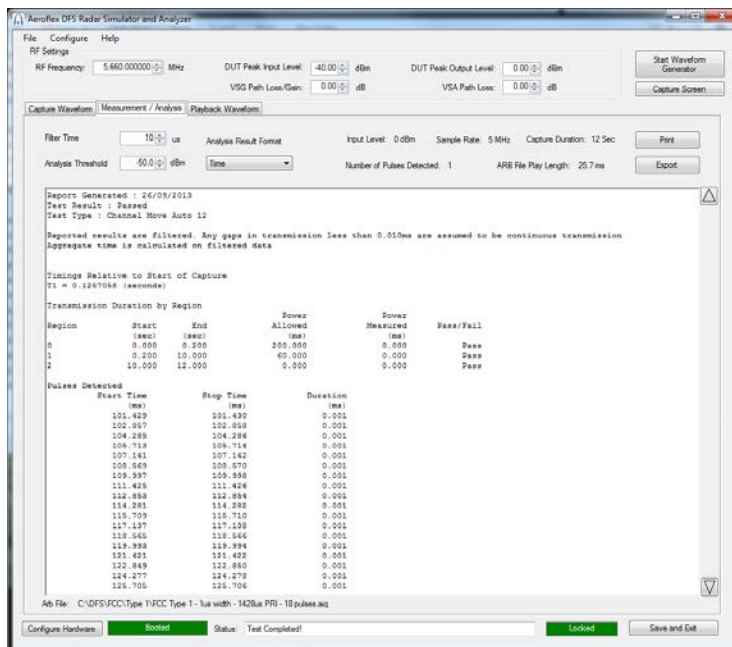 Aeroflex DFS Radar Simulator and Analyzer
File Configure Help
RF Settings
RF Frequency: 5,660.000000 MHz DUT Peak Input Level: -40.00 dBm DUT Peak Output Level: 0.00 dBm Start Waveform Generator
VSG Path Loss/Gain: 0.00 dB VSA Path Loss: 0.00 dB Capture Screen
Capture Waveform Measurement / Analysis Playback Waveform
Filter Time 10 us Analysis Result Format Input Level: 0 dBm Sample Rate: 5 MHz Capture Duration: 12 Sec Print
Analysis Threshold -50.0 dBm Time Number of Pulses Detected: 1 ARB File Play Length: 25.7 ms Export
Report Generated : 26/09/2013
Test Result : Passed
Test Type : Channel Move Auto 12
Reported results are filtered. Any gaps in transmission less than 0.010ms are assumed to be continuous transmission
Aggregate time is calculated on filtered data
Timings Relative to Start of Capture
T1 = 0.1257058 (seconds)
Transmission Duration by Region
Power Power
Region Start End Allowed Measured Pass/Fail
(sec) (sec) (ms) (ms)
0 0.000 0.200 200.000 0.000 Pass
1 0.200 10.000 60.000 0.000 Pass
2 10.000 12.000 0.000 0.000 Pass
Pulses Detected
Start Time Stop Time Duration
(ms) (ms) (ms)
101.429 101.430 0.001
102.857 102.858 0.001
104.285 104.286 0.001
105.713 105.714 0.001
107.141 107.142 0.001
108.569 108.570 0.001
109.997 109.998 0.001
111.425 111.426 0.001
112.853 112.854 0.001
114.281 114.282 0.001
115.709 115.710 0.001
117.137 117.138 0.001
118.565 118.566 0.001
119.993 119.994 0.001
121.421 121.422 0.001
122.849 122.850 0.001
124.277 124.278 0.001
125.705 125.706 0.001
Arb File: C:\DFS\FCC\Type 1\FCC Type 1 - 1us width - 1428us PRI - 18 pulses.aiq
Configure Hardware Booted Status: Test Completed! Locked Save and Exit